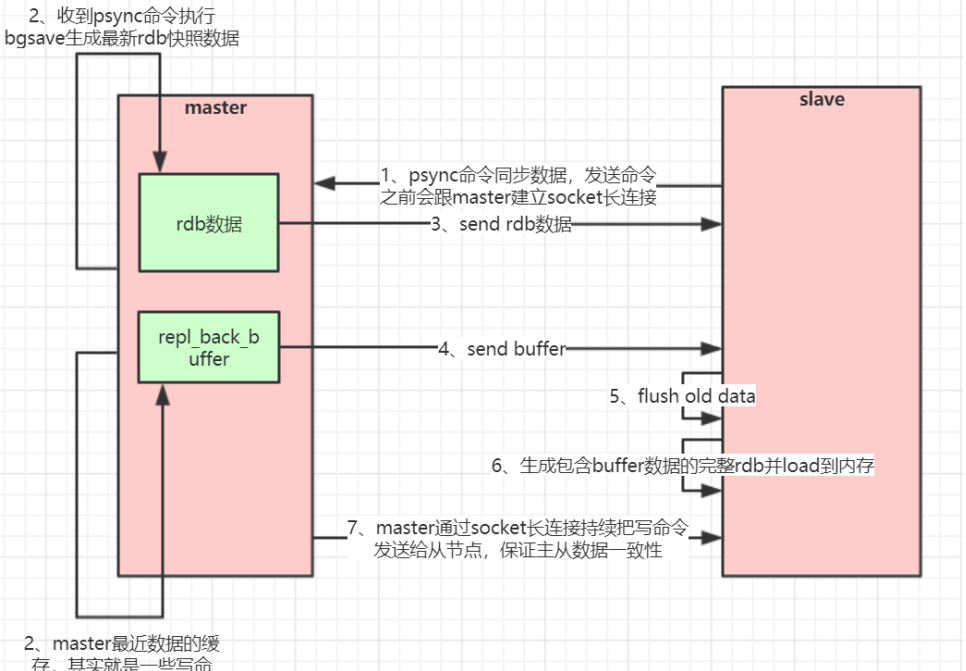 2、收到psync命令执行
bgsave生成最新rdb快照数据
master
slave
1、psync命令同步数据，发送命令
之前会跟master建立socket长连接
rdb数据
3、send rdb数据
repl_back_b
uffer
4、send buffer
5、flush old data
6、生成包含buffer数据的完整rdb并load到内存
7、master通过socket长连接持续把写命令
发送给从节点，保证主从数据一致性
2、master最近数据的缓
存，其实就是一些写命